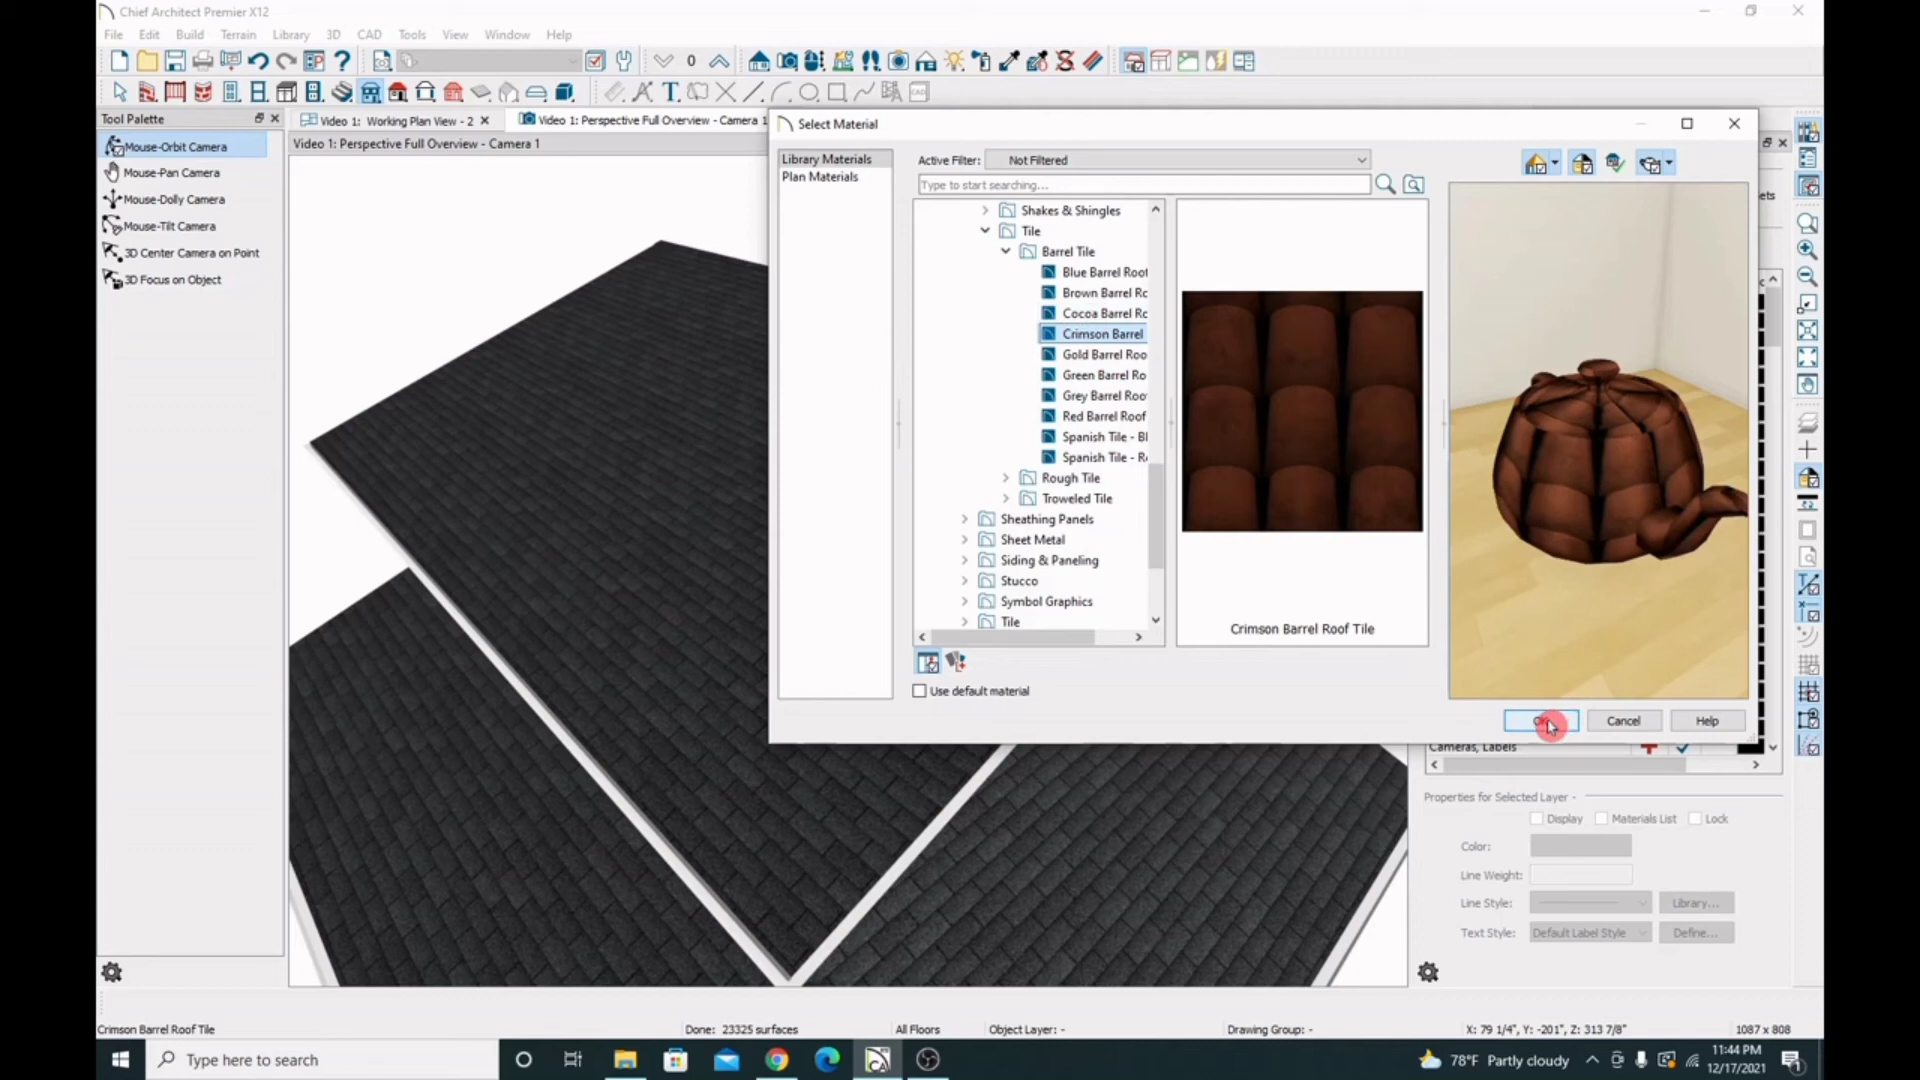 Chief Architect Premier X12
File Edit Build Terrain Library 3D CAD Tools View Window Help
0
Tool Palette
Video 1: Working Plan View - 2
Video 1: Perspective Full Overview - Camera 1
Video 1: Perspective Full Overview - Camera 1
Mouse-Orbit Camera
Mouse-Pan Camera
Mouse-Dolly Camera
Mouse-Tilt Camera
3D Center Camera on Point
3D Focus on Object
Select Material
Library Materials
Plan Materials
Active Filter: Not Filtered
Type to start searching...
Shakes & Shingles
Tile
Barrel Tile
Blue Barrel Roof
Brown Barrel Ro
Cocoa Barrel Ro
Crimson Barrel
Gold Barrel Roo
Green Barrel Ro
Grey Barrel Roo
Red Barrel Roof
Spanish Tile - Bl
Spanish Tile - R
Rough Tile
Troweled Tile
Sheathing Panels
Sheet Metal
Siding & Paneling
Stucco
Symbol Graphics
Tile
Crimson Barrel Roof Tile
Use default material
Cancel
Help
ets
Cameras, Labels
Properties for Selected Layer -
Display Materials List Lock
Color:
Line Weight:
Line Style: Library...
Text Style: Default Label Style Define...
Crimson Barrel Roof Tile
Done: 23325 surfaces
All Floors
Object Layer: -
Drawing Group: -
X: 79 1/4", Y: -201", Z: 313 7/8"
1087 x 808
Type here to search
78°F Partly cloudy
11:44 PM
12/17/2021
1